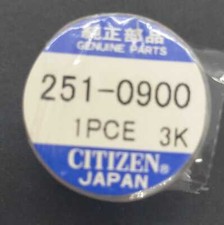 純正部品
GENUINE PARTS
251-0900
1PCE 3K
CITIZEN®
JAPAN